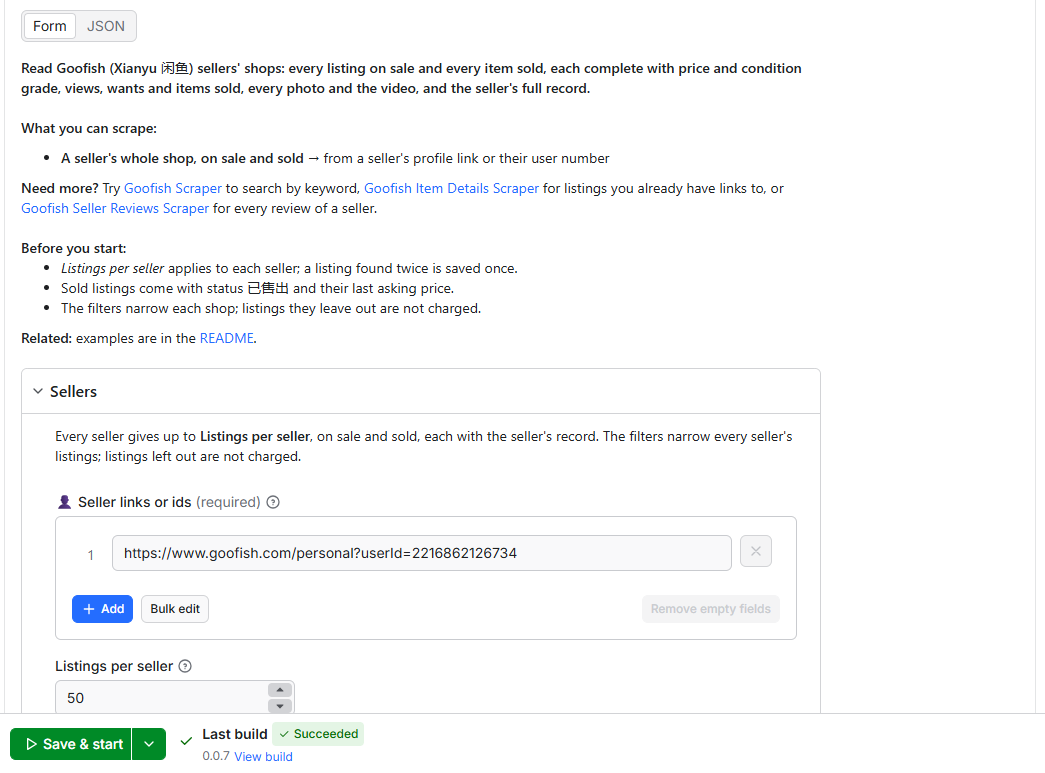 Form JSON
Read Goofish (Xianyu 闲鱼) sellers' shops: every listing on sale and every item sold, each complete with price and condition
grade, views, wants and items sold, every photo and the video, and the seller's full record.
What you can scrape:
• A seller's whole shop, on sale and sold → from a seller's profile link or their user number
Need more? Try Goofish Scraper to search by keyword, Goofish Item Details Scraper for listings you already have links to, or
Goofish Seller Reviews Scraper for every review of a seller.
Before you start:
• Listings per seller applies to each seller; a listing found twice is saved once.
• Sold listings come with status 已售出 and their last asking price.
• The filters narrow each shop; listings they leave out are not charged.
Related: examples are in the README.
Sellers
Every seller gives up to Listings per seller, on sale and sold, each with the seller's record. The filters narrow every seller's
listings; listings left out are not charged.
Seller links or ids (required)
1 https://www.goofish.com/personal?userId=2216862126734
+ Add Bulk edit Remove empty fields
Listings per seller
50
Save & start Last build Succeeded
0.0.7 View build